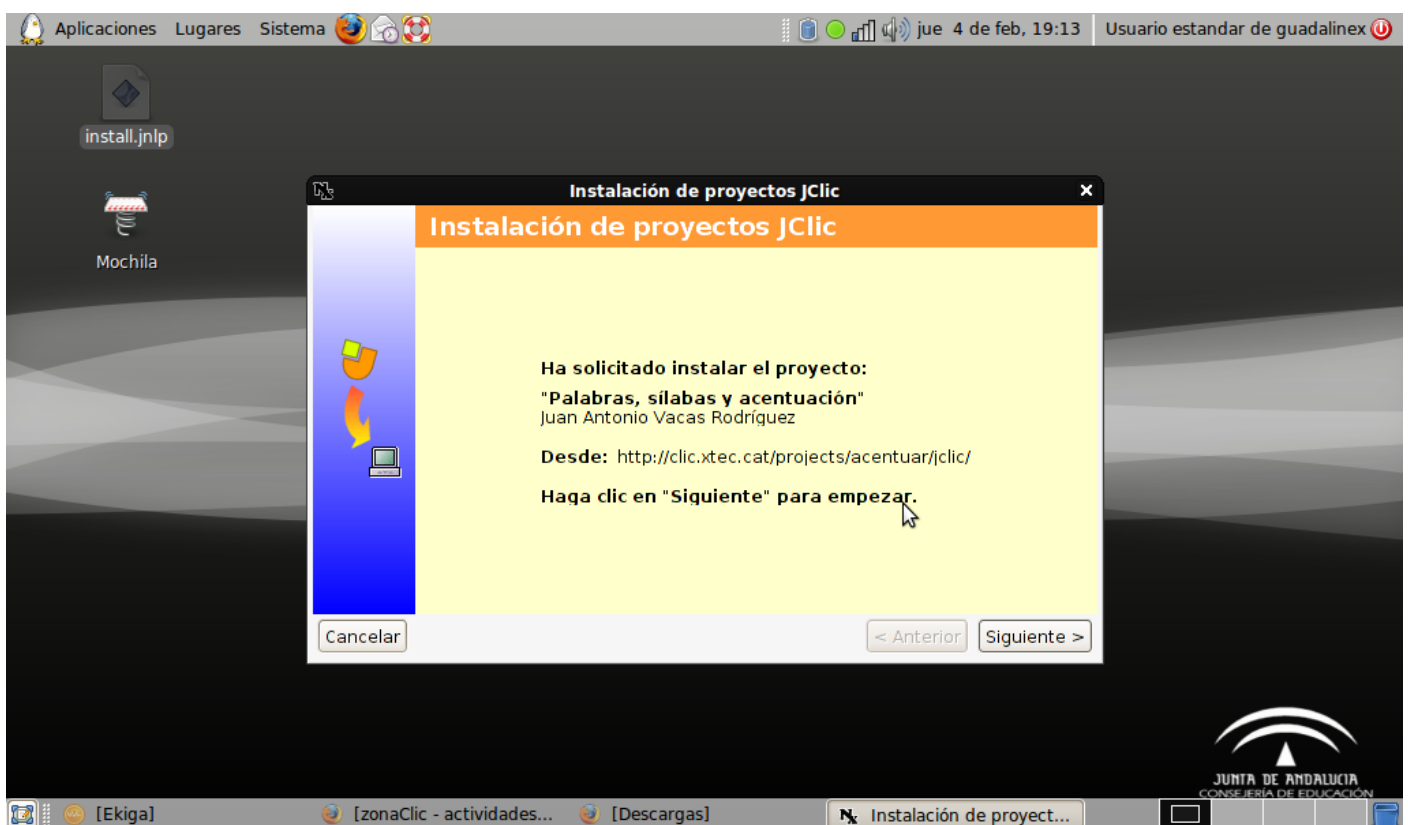 Aplicaciones Lugares Sistema jue 4 de feb, 19:13 Usuario estandar de guadalinex
install.jnlp
Mochila
Instalación de proyectos JClic
Instalación de proyectos JClic
Ha solicitado instalar el proyecto:
"Palabras, sílabas y acentuación"
Juan Antonio Vacas Rodríguez
Desde: http://clic.xtec.cat/projects/acentuar/jclic/
Haga clic en "Siguiente" para empezar.
Cancelar < Anterior Siguiente >
JUNTA DE ANDALUCIA
CONSEJERÍA DE EDUCACIÓN
[Ekiga] [zonaClic - actividades... [Descargas] Instalación de proyect...